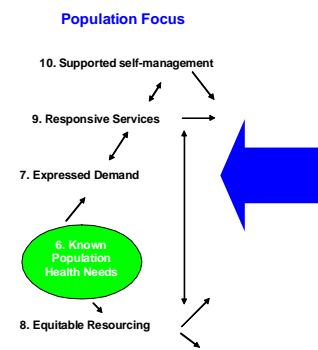 Population Focus
10. Supported self-management
9. Responsive Services
7. Expressed Demand
6. Known
Population
Health Needs
8. Equitable Resourcing